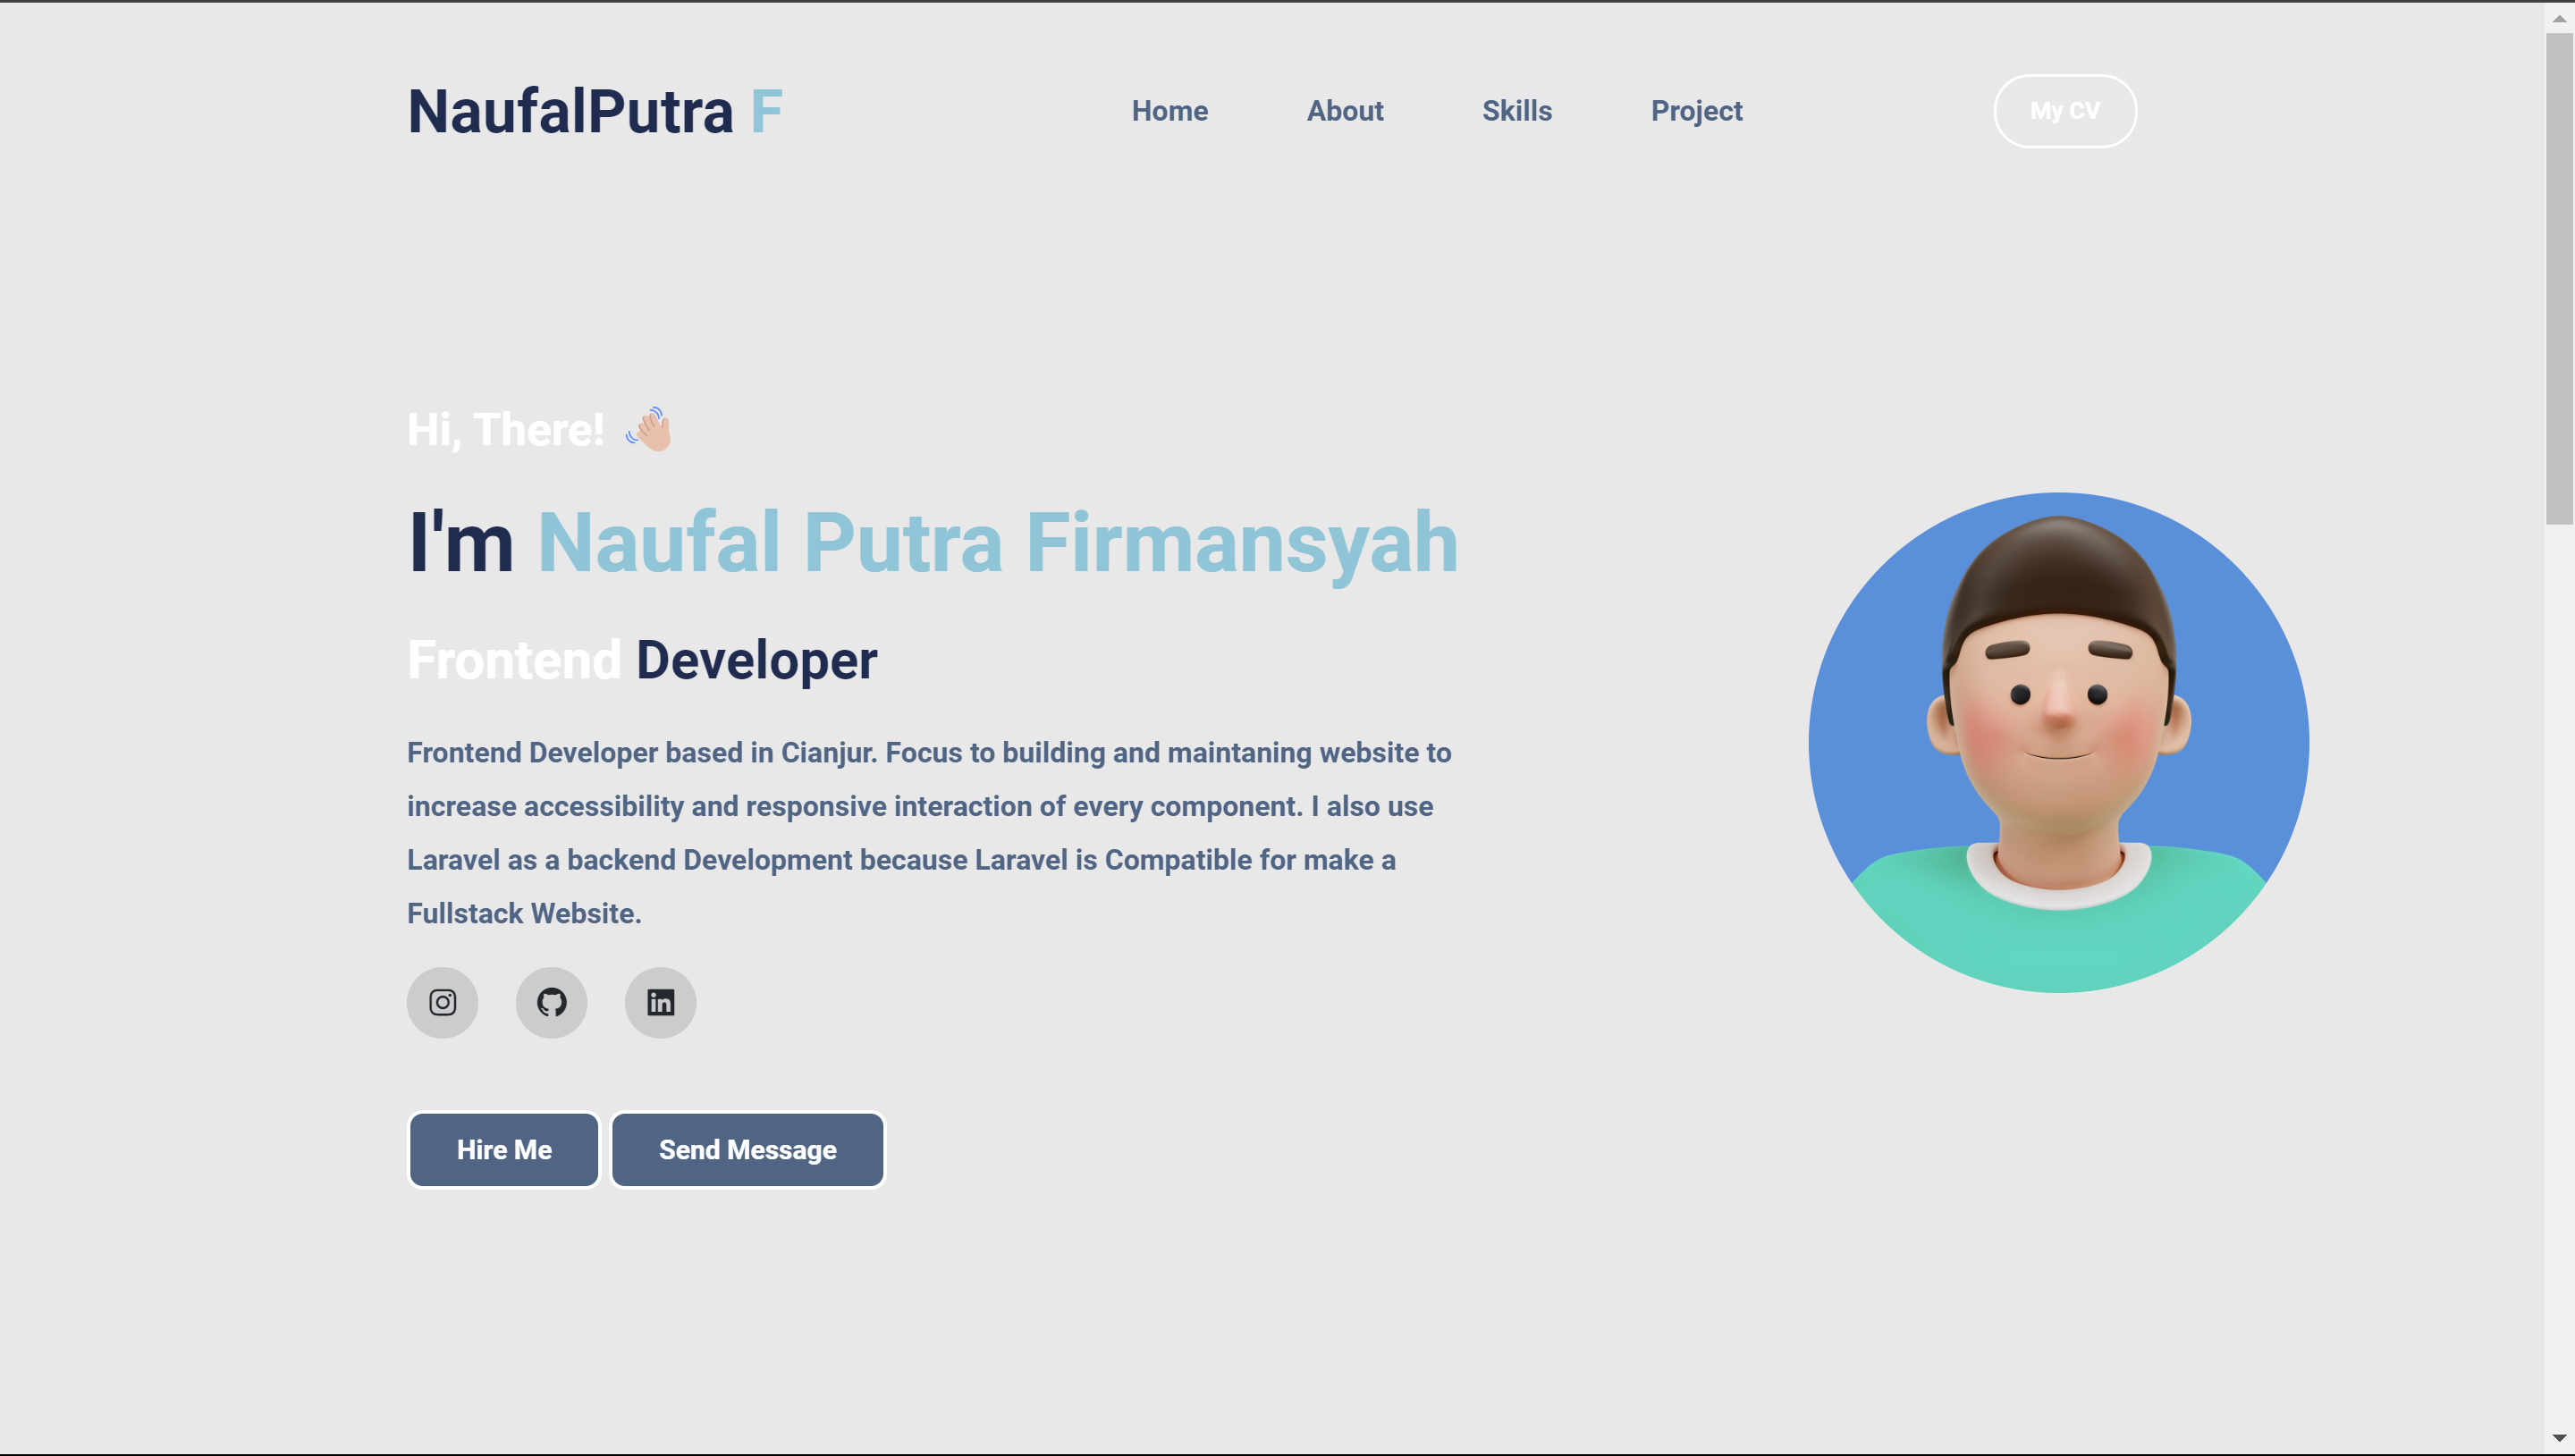 NaufalPutra F
Home
About
Skills
Project
My CV
Hi, There! 👋🏼
I'm Naufal Putra Firmansyah
Frontend Developer
Frontend Developer based in Cianjur. Focus to building and maintaning website to
increase accessibility and responsive interaction of every component. I also use
Laravel as a backend Development because Laravel is Compatible for make a
Fullstack Website.
Hire Me
Send Message